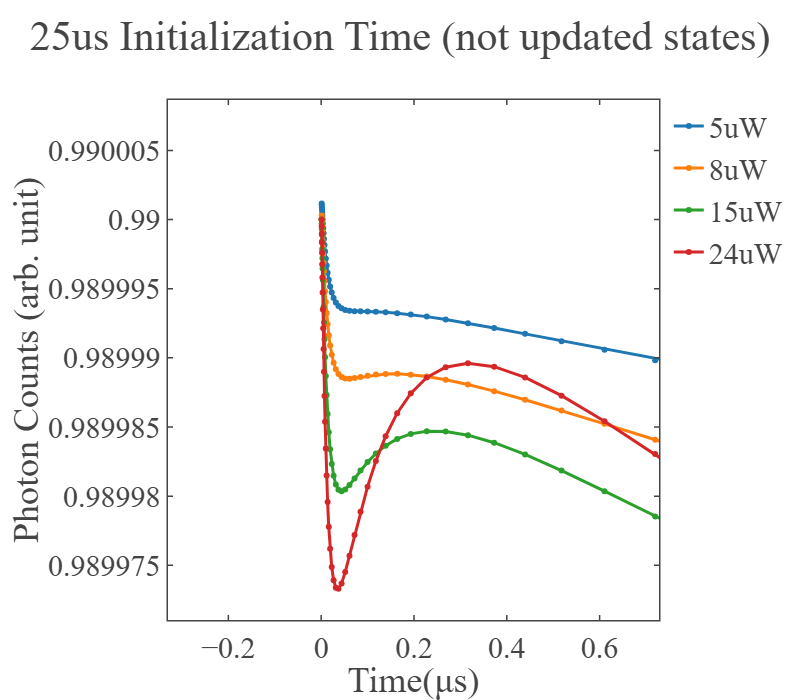 25us Initialization Time (not updated states)
0.990005
0.99
0.989995
0.98999
0.989985
0.98998
0.989975
Photon Counts (arb. unit)
−0.2
0
0.2
0.4
0.6
Time(μs)
5uW
8uW
15uW
24uW